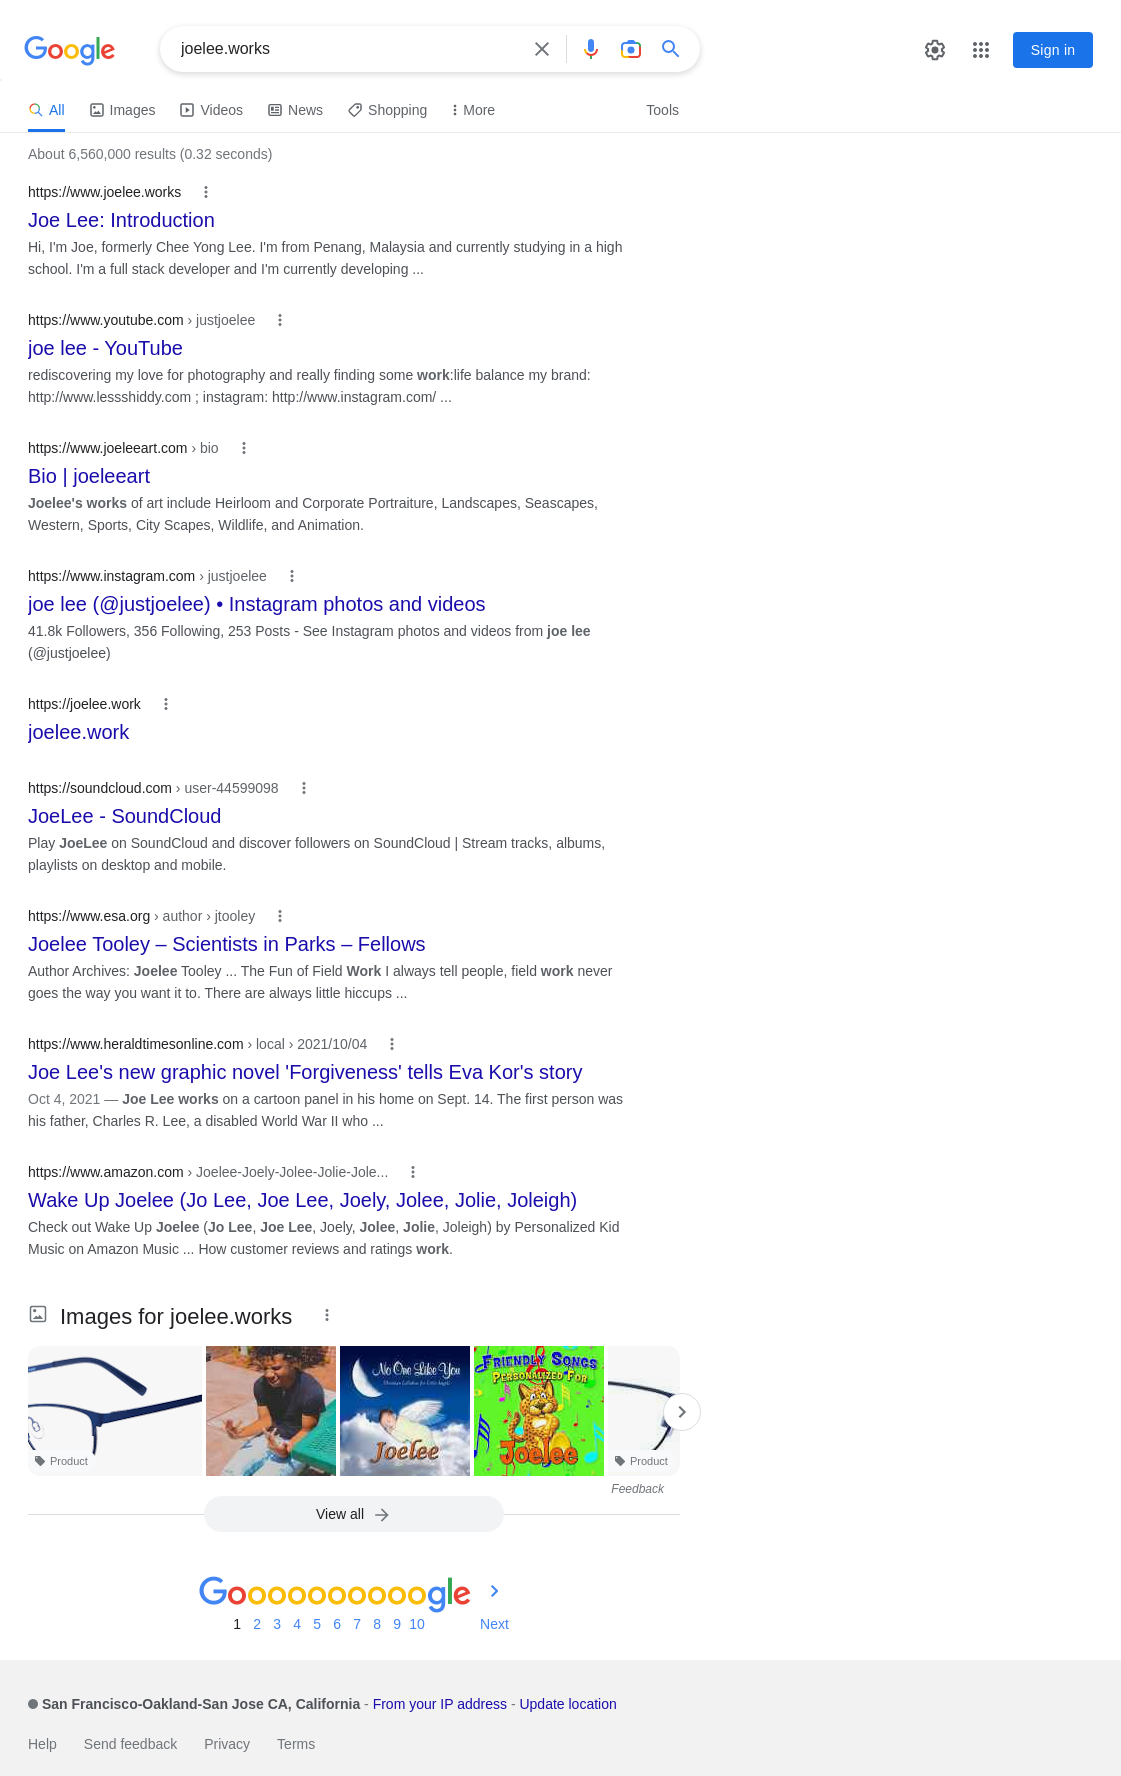 Google
joelee.works
Sign in
All
Images
Videos
News
Shopping
More
Tools
About 6,560,000 results (0.32 seconds)
https://www.joelee.works
Joe Lee: Introduction
Hi, I'm Joe, formerly Chee Yong Lee. I'm from Penang, Malaysia and currently studying in a high
school. I'm a full stack developer and I'm currently developing ...
https://www.youtube.com › justjoelee
joe lee - YouTube
rediscovering my love for photography and really finding some work:life balance my brand:
http://www.lessshiddy.com ; instagram: http://www.instagram.com/ ...
https://www.joeleeart.com › bio
Bio | joeleeart
Joelee's works of art include Heirloom and Corporate Portraiture, Landscapes, Seascapes,
Western, Sports, City Scapes, Wildlife, and Animation.
https://www.instagram.com › justjoelee
joe lee (@justjoelee) • Instagram photos and videos
41.8k Followers, 356 Following, 253 Posts - See Instagram photos and videos from joe lee
(@justjoelee)
https://joelee.work
joelee.work
https://soundcloud.com › user-44599098
JoeLee - SoundCloud
Play JoeLee on SoundCloud and discover followers on SoundCloud | Stream tracks, albums,
playlists on desktop and mobile.
https://www.esa.org › author › jtooley
Joelee Tooley – Scientists in Parks – Fellows
Author Archives: Joelee Tooley ... The Fun of Field Work I always tell people, field work never
goes the way you want it to. There are always little hiccups ...
https://www.heraldtimesonline.com › local › 2021/10/04
Joe Lee's new graphic novel 'Forgiveness' tells Eva Kor's story
Oct 4, 2021 — Joe Lee works on a cartoon panel in his home on Sept. 14. The first person was
his father, Charles R. Lee, a disabled World War II who ...
https://www.amazon.com › Joelee-Joely-Jolee-Jolie-Jole...
Wake Up Joelee (Jo Lee, Joe Lee, Joely, Jolee, Jolie, Joleigh)
Check out Wake Up Joelee (Jo Lee, Joe Lee, Joely, Jolee, Jolie, Joleigh) by Personalized Kid
Music on Amazon Music ... How customer reviews and ratings work.
Images for joelee.works
Product
No One Like You
Joelee
FRIENDLY SONGS
PERSONALIZED FOR
Joelee
Product
Feedback
View all
Goooooooooogle
1 2 3 4 5 6 7 8 9 10 Next
San Francisco-Oakland-San Jose CA, California - From your IP address - Update location
Help
Send feedback
Privacy
Terms